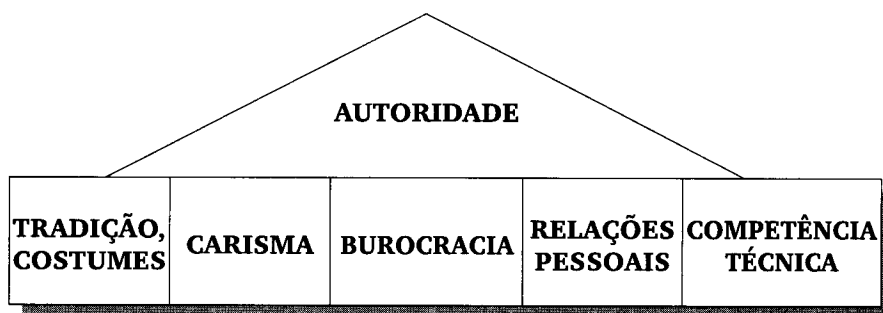 AUTORIDADE
TRADIÇÃO,
COSTUMES
CARISMA
BUROCRACIA
RELAÇÕES
PESSOAIS
COMPETÊNCIA
TÉCNICA